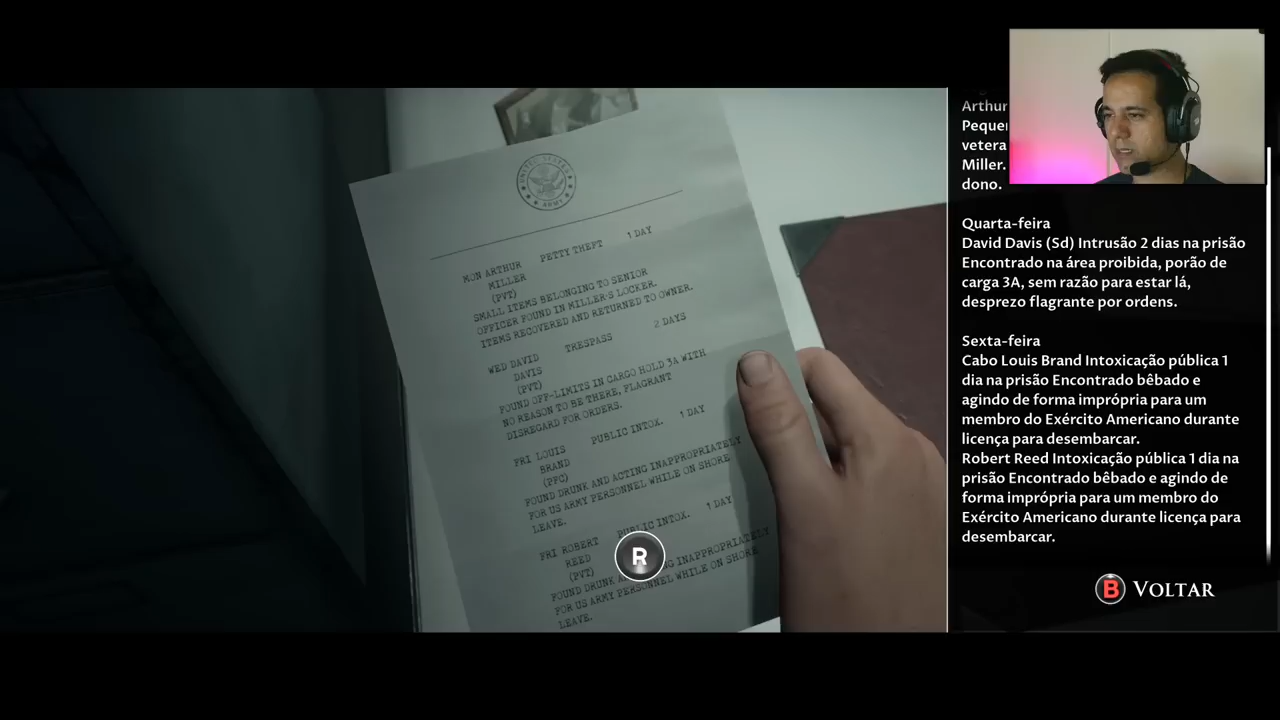 UNITED STATES
ARMY
MON ARTHUR PETTY THEFT 1 DAY
MILLER
(PVT)
SMALL ITEMS BELONGING TO SENIOR
OFFICER FOUND IN MILLER'S LOCKER.
ITEMS RECOVERED AND RETURNED TO OWNER.
WED DAVID TRESPASS 2 DAYS
DAVIS
(PVT)
FOUND OFF-LIMITS IN CARGO HOLD 3A WITH
NO REASON TO BE THERE, FLAGRANT
DISREGARD FOR ORDERS.
FRI LOUIS PUBLIC INTOX. 1 DAY
BRAND
(PFC)
FOUND DRUNK AND ACTING INAPPROPRIATELY
FOR US ARMY PERSONNEL WHILE ON SHORE
LEAVE.
FRI ROBERT PUBLIC INTOX. 1 DAY
REED
(PVT)
FOUND DRUNK INAPPROPRIATELY
FOR US ARMY PERSONNEL WHILE ON SHORE
LEAVE.
R
Arthur
Miller.
dono.
Quarta-feira
David Davis (Sd) Intrusão 2 dias na prisão
Encontrado na área proibida, porão de
carga 3A, sem razão para estar lá,
desprezo flagrante por ordens.
Sexta-feira
Cabo Louis Brand Intoxicação pública 1
dia na prisão Encontrado bêbado e
agindo de forma imprópria para um
membro do Exército Americano durante
licença para desembarcar.
Robert Reed Intoxicação pública 1 dia na
prisão Encontrado bêbado e agindo de
forma imprópria para um membro do
Exército Americano durante licença para
desembarcar.
B VOLTAR